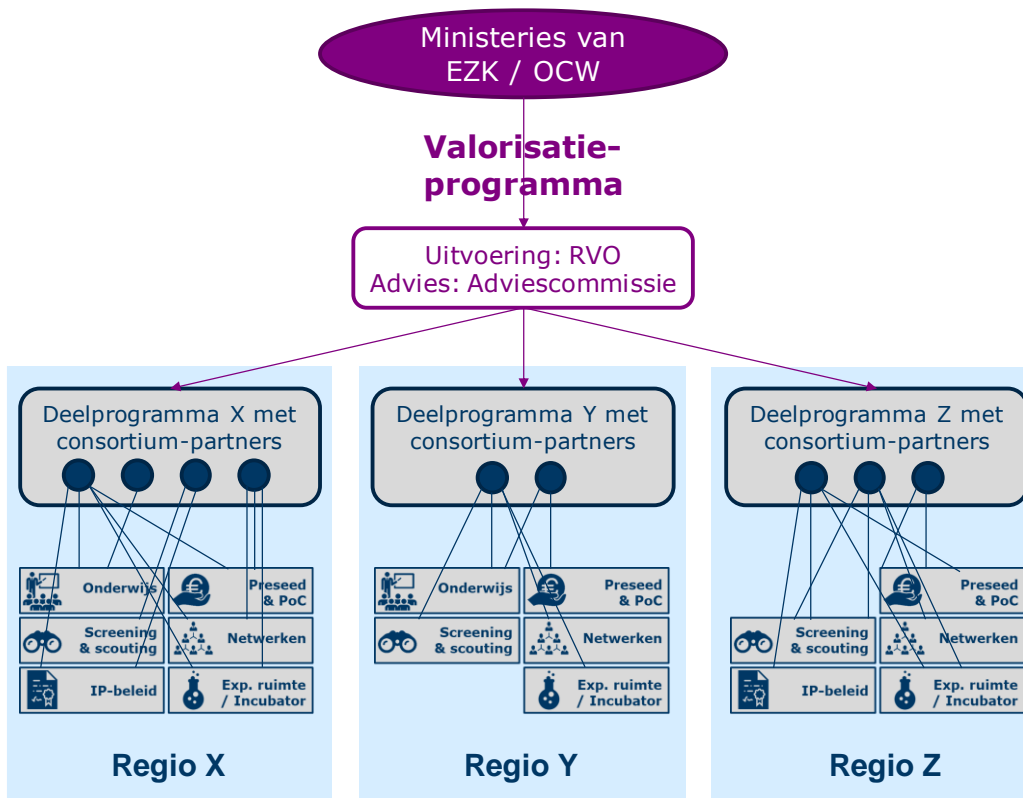 Ministeries van
EZK / OCW
Valorisatie-
programma
Uitvoering: RVO
Advies: Adviescommissie
Deelprogramma X met
consortium-partners
Onderwijs
Preseed
& PoC
Screening
& scouting
Netwerken
IP-beleid
Exp. ruimte
/ Incubator
Regio X
Deelprogramma Y met
consortium-partners
Onderwijs
Preseed
& PoC
Screening
& scouting
Netwerken
Exp. ruimte
/ Incubator
Regio Y
Deelprogramma Z met
consortium-partners
Preseed
& PoC
Screening
& scouting
Netwerken
IP-beleid
Exp. ruimte
/ Incubator
Regio Z